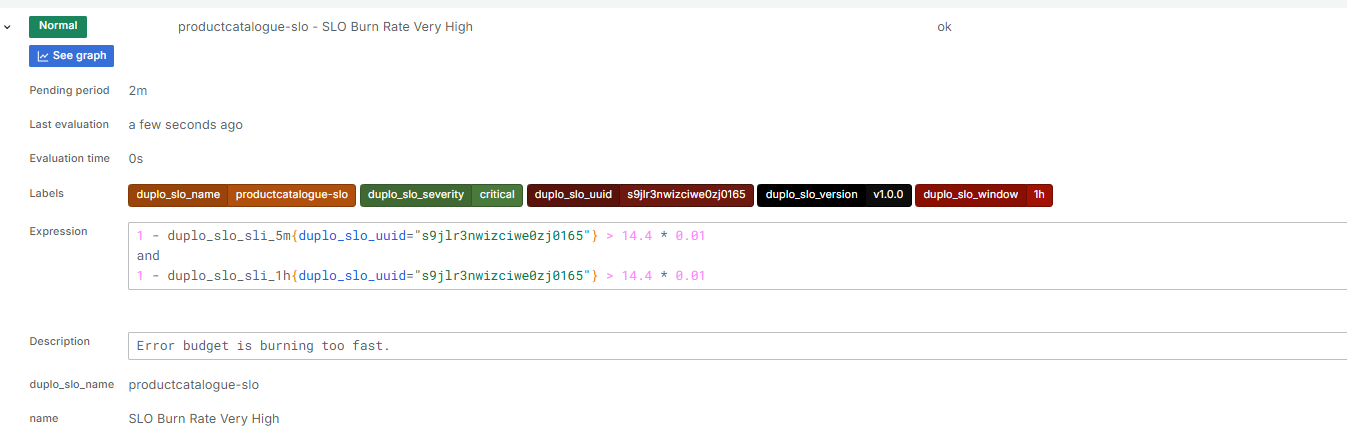 Normal productcatalogue-slo - SLO Burn Rate Very High ok
See graph
Pending period 2m
Last evaluation a few seconds ago
Evaluation time 0s
Labels duplo_slo_name productcatalogue-slo duplo_slo_severity critical duplo_slo_uuid s9jlr3nwizciwe0zj0165 duplo_slo_version v1.0.0 duplo_slo_window 1h
Expression 1 - duplo_slo_sli_5m{duplo_slo_uuid="s9jlr3nwizciwe0zj0165"} > 14.4 * 0.01
and
1 - duplo_slo_sli_1h{duplo_slo_uuid="s9jlr3nwizciwe0zj0165"} > 14.4 * 0.01
Description Error budget is burning too fast.
duplo_slo_name productcatalogue-slo
name SLO Burn Rate Very High